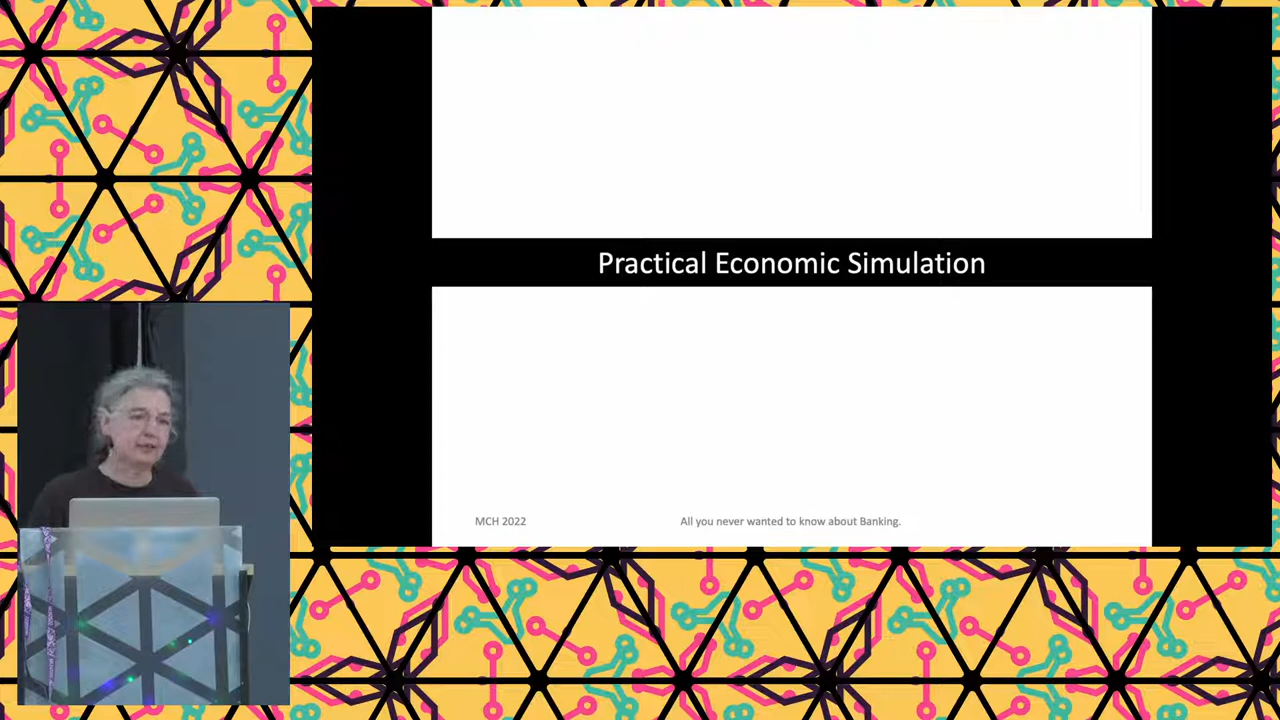 Practical Economic Simulation
MCH 2022
All you never wanted to know about Banking.